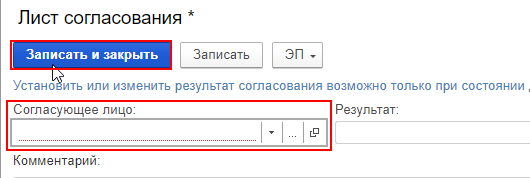 Лист согласования *
Записать и закрыть Записать ЭП
Установить или изменить результат согласования возможно только при состоянии
Согласующее лицо: Результат:
...
Комментарий: